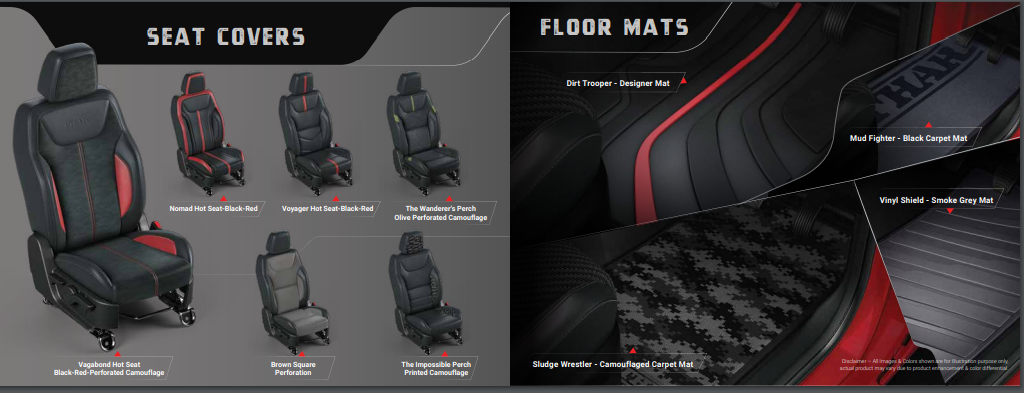 SEAT COVERS
Nomad Hot Seat-Black-Red
Voyager Hot Seat-Black-Red
The Wanderer's Perch
Olive Perforated Camouflage
Vagabond Hot Seat
Black-Red-Perforated Camouflage
Brown Square
Perforation
The Impossible Perch
Printed Camouflage
FLOOR MATS
Dirt Trooper - Designer Mat
THAR
Mud Fighter - Black Carpet Mat
Vinyl Shield - Smoke Grey Mat
Sludge Wrestler - Camouflaged Carpet Mat
Disclaimer – All Images & Colors shown are for illustration purpose only,
actual product may vary due to product enhancement & color differential